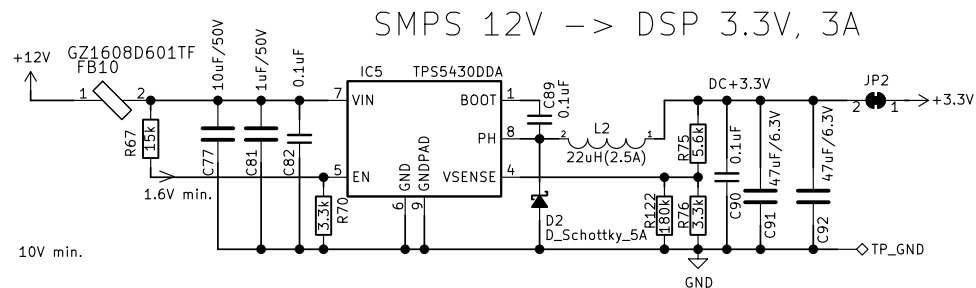 SMPS 12V -> DSP 3.3V, 3A
GZ1608D601TF
FB10
+12V
1
2
R67
15k
1.6V min.
10V min.
10uF/50V
C77
1uF/50V
C81
0.1uF
C82
IC5
TPS5430DDA
7
VIN
BOOT
1
PH
8
5
EN
VSENSE
4
GND
GNDPAD
6
9
3.3k
R70
C89
0.1uF
2
L2
1
22uH(2.5A)
D2
D_Schottky_5A
R122
180k
R75
5.6k
R76
3.3k
DC+3.3V
0.1uF
C90
47uF/6.3V
C91
47uF/6.3V
C92
JP2
2
1
+3.3V
TP_GND
GND